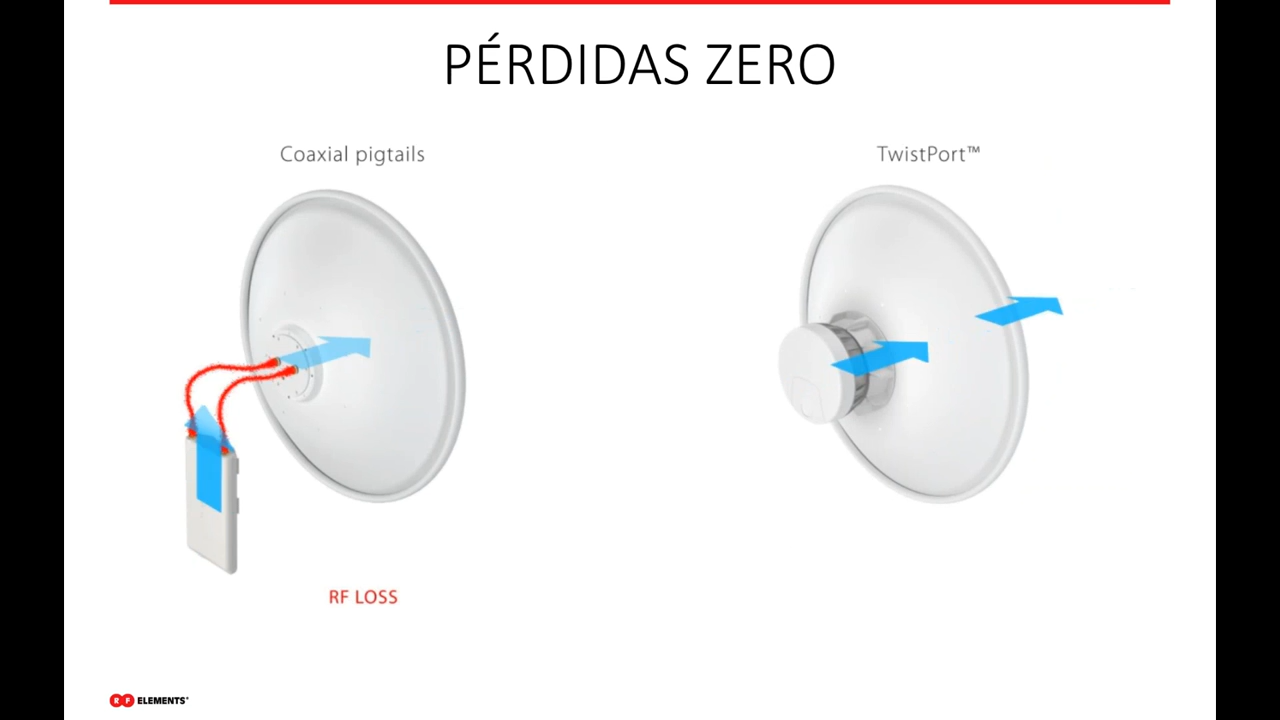 PÉRDIDAS ZERO
Coaxial pigtails
TwistPort™
RF LOSS
RF ELEMENTS®